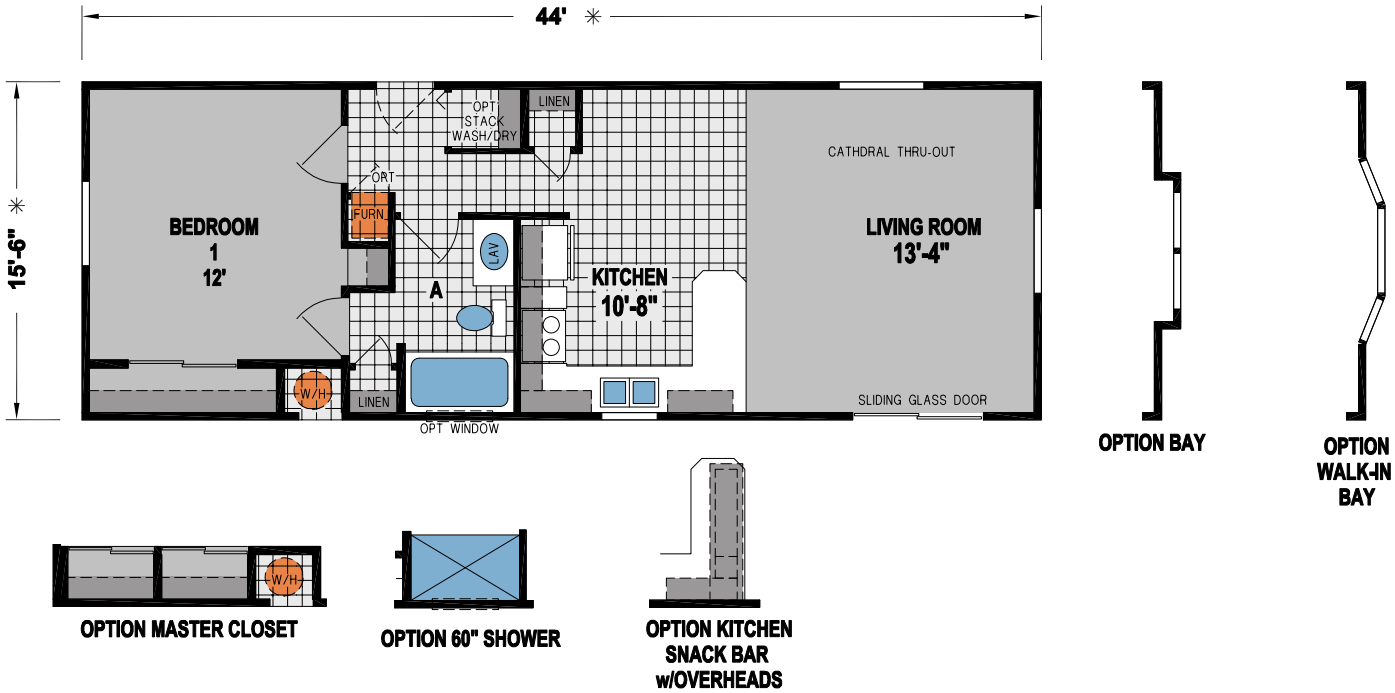 44' ✳
15'-6" ✳
OPT
STACK
WASH/DRY
LINEN
CATHDRAL THRU-OUT
OPT
FURN
BEDROOM
1
12'
LAV
A
KITCHEN
10'-8"
LIVING ROOM
13'-4"
W/H
LINEN
OPT WINDOW
SLIDING GLASS DOOR
OPTION BAY
OPTION
WALK-IN
BAY
W/H
OPTION MASTER CLOSET
OPTION 60" SHOWER
OPTION KITCHEN
SNACK BAR
w/OVERHEADS